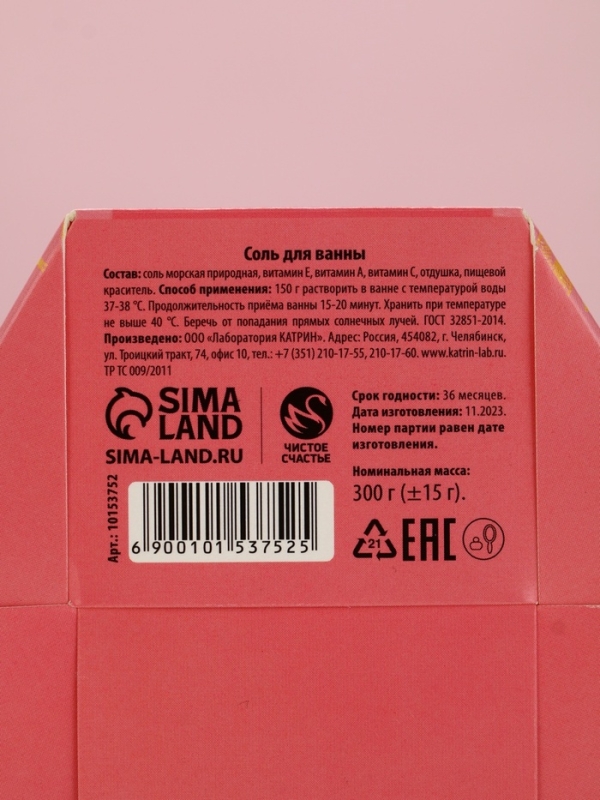 Соль для ванны
Состав: соль морская природная, витамин Е, витамин А, витамин С, отдушка, пищевой
краситель. Способ применения: 150 г растворить в ванне с температурой воды
37-38 °С. Продолжительность приёма ванны 15-20 минут. Хранить при температуре
не выше 40 °С. Беречь от попадания прямых солнечных лучей. ГОСТ 32851-2014.
Произведено: ООО «Лаборатория КАТРИН». Адрес: Россия, 454082, г. Челябинск,
ул. Троицкий тракт, 74, офис 10, тел.: +7 (351) 210-17-55, 210-17-60. www.katrin-lab.ru.
ТР ТС 009/2011
SIMA
LAND
SIMA-LAND.RU
ЧИСТОЕ
СЧАСТЬЕ
Срок годности: 36 месяцев.
Дата изготовления: 11.2023.
Номер партии равен дате
изготовления.
Номинальная масса:
300 г (±15 г).
Арт.: 10153752
6 900101 537525
21
ЕАС